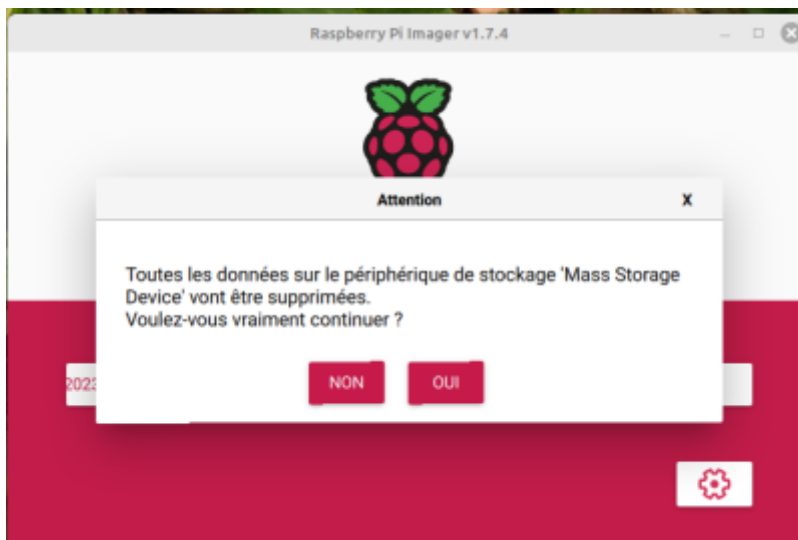 Raspberry Pi Imager v1.7.4
Attention
X
Toutes les données sur le périphérique de stockage 'Mass Storage
Device' vont être supprimées.
Voulez-vous vraiment continuer ?
NON
OUI
2023